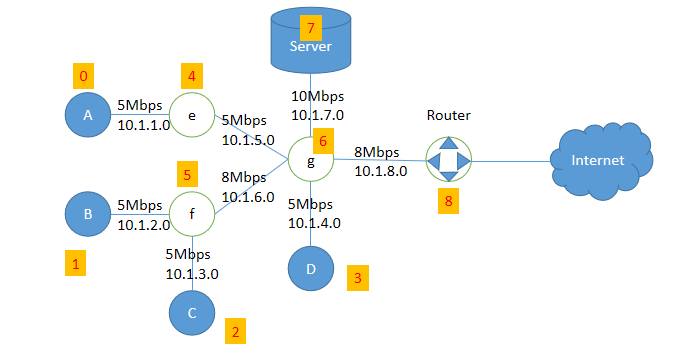 7
Server
0
4
A
5Mbps
10.1.1.0
e
5Mbps
10.1.5.0
10Mbps
10.1.7.0
6
g
Router
8Mbps
10.1.8.0
8
Internet
5
8Mbps
10.1.6.0
B
5Mbps
10.1.2.0
f
1
5Mbps
10.1.3.0
5Mbps
10.1.4.0
D
3
C
2